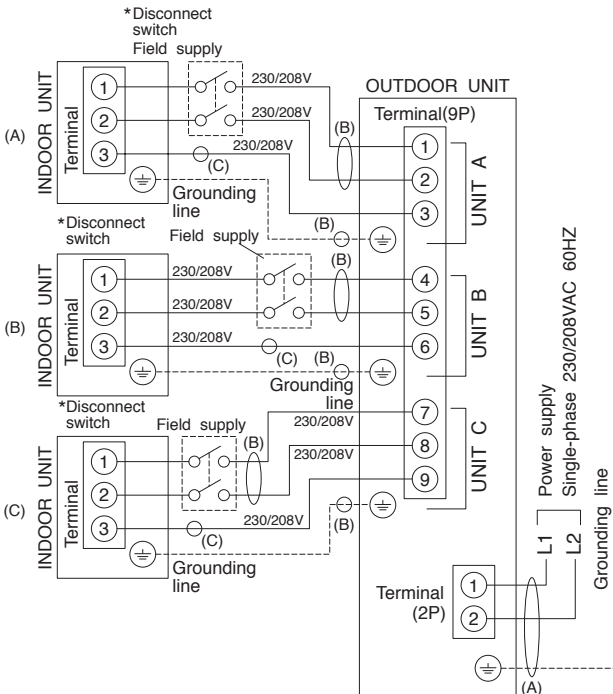 *Disconnect
switch
Field supply
(A)
INDOOR UNIT
Terminal
1
2
3
230/208V
230/208V
230/208V
(C)
(B)
Grounding
line
(B)
OUTDOOR UNIT
Terminal(9P)
1
2
3
UNIT A
*Disconnect
switch
Field supply
(B)
INDOOR UNIT
Terminal
1
2
3
230/208V
230/208V
230/208V
(B)
(C)
(B)
Grounding
line
4
5
6
UNIT B
*Disconnect
switch
Field supply
(C)
INDOOR UNIT
Terminal
1
2
3
(B)
230/208V
230/208V
230/208V
(C)
(B)
Grounding
line
7
8
9
UNIT C
Power supply
Single-phase 230/208VAC 60HZ
L1
L2
Grounding line
Terminal
(2P)
1
2
(A)